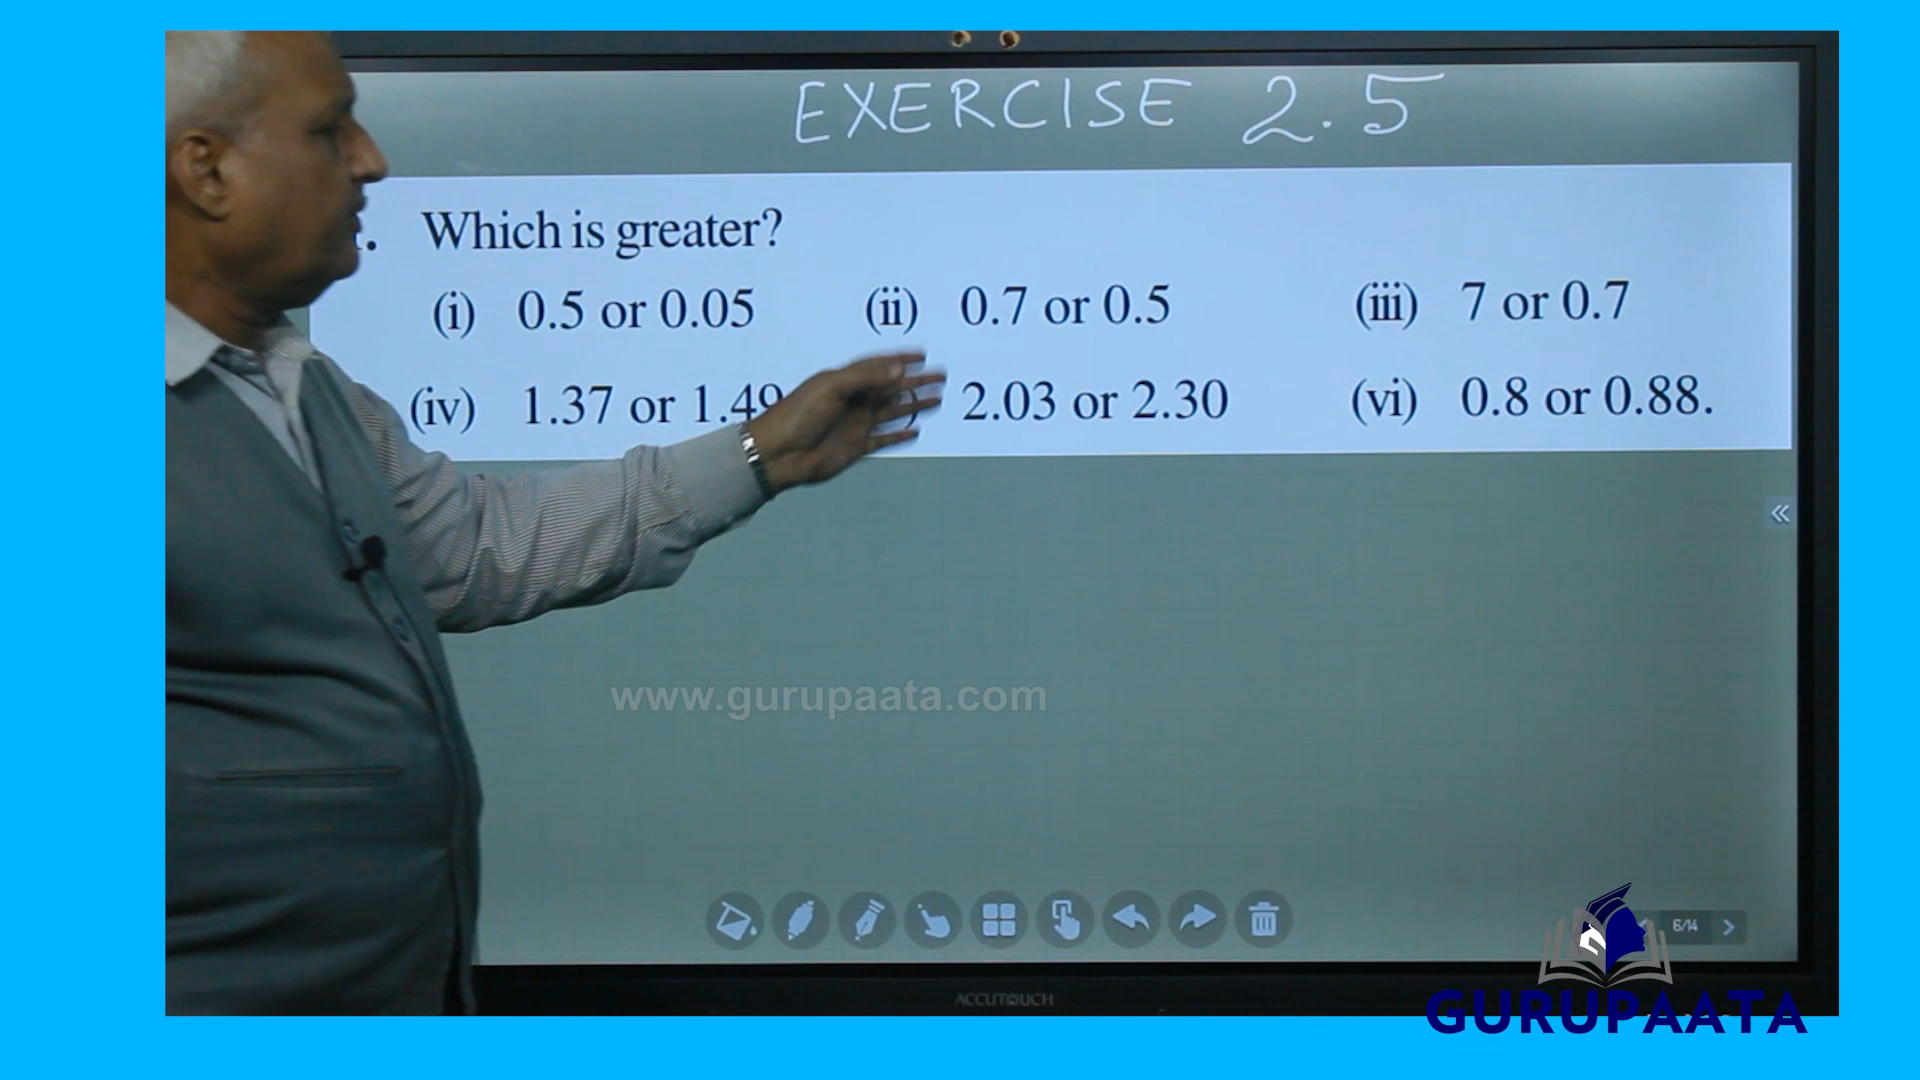 EXERCISE 2.5
. Which is greater?
(i) 0.5 or 0.05 (ii) 0.7 or 0.5 (iii) 7 or 0.7
(iv) 1.37 or 1.49 ) 2.03 or 2.30 (vi) 0.8 or 0.88.
www.gurupaata.com
6/14
ACCUTOUCH
GURUPAATA